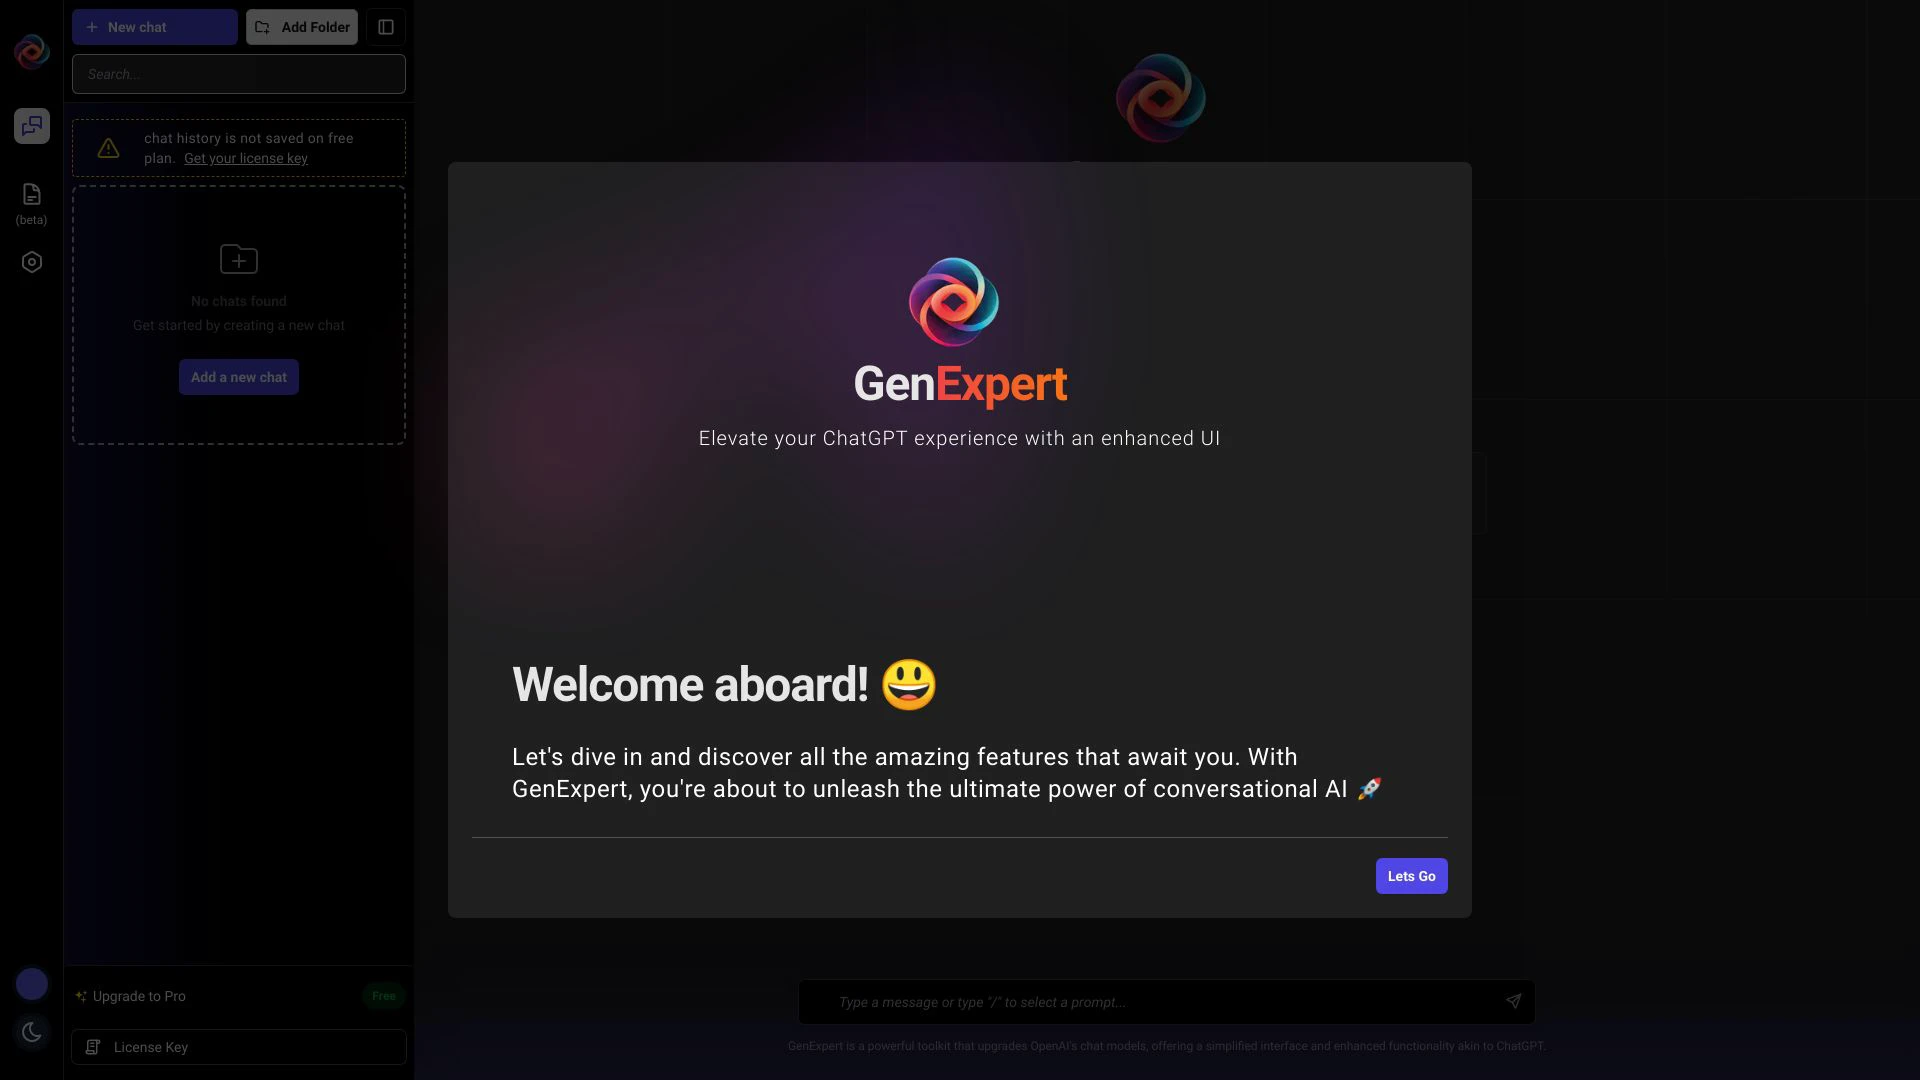 New chat
Add Folder
Search...
chat history is not saved on free
plan. Get your license key
(beta)
No chats found
Get started by creating a new chat
Add a new chat
Upgrade to Pro
Free
License Key
GenExpert
Elevate your ChatGPT experience with an enhanced UI
Welcome aboard! 😃
Let's dive in and discover all the amazing features that await you. With
GenExpert, you're about to unleash the ultimate power of conversational AI 🚀
Lets Go
Type a message or type "/" to select a prompt...
GenExpert is a powerful toolkit that upgrades OpenAI's chat models, offering a simplified interface and enhanced functionality akin to ChatGPT.